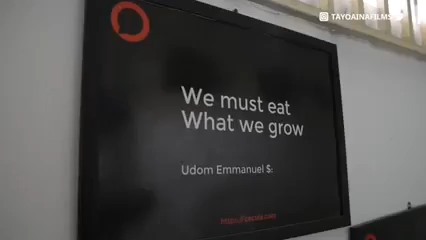 TAYOAINAFILMS
We must eat
What we grow
Udom Emmanuel $: